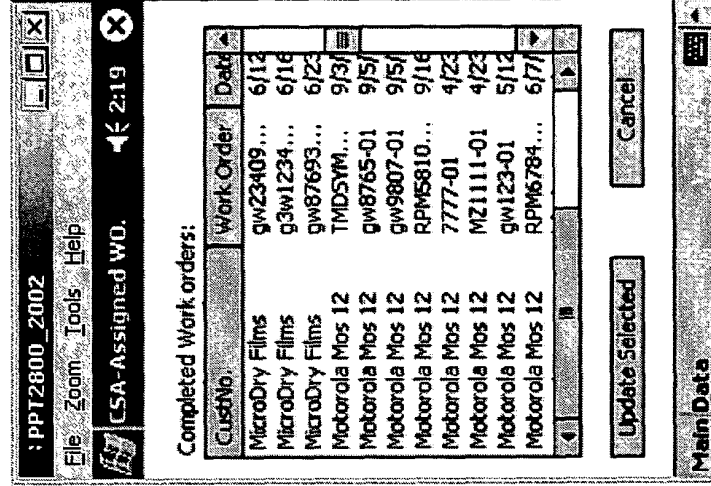 : PPT2800_2002
File Zoom Tools Help
CSA-Assigned WO. 2:19
Completed Work orders:
CustNo. Work Order Date
MicroDry Films gw23409... 6/12
MicroDry Films g3w1234... 6/16
MicroDry Films gw87693... 6/23
Motorola Mos 12 TMDSYM... 9/3/
Motorola Mos 12 gw8765-01 9/5/
Motorola Mos 12 gw9807-01 9/5/
Motorola Mos 12 RPM5810... 9/16
Motorola Mos 12 7777-01 4/23
Motorola Mos 12 MZ1111-01 4/23
Motorola Mos 12 gw123-01 5/12
Motorola Mos 12 RPM6784... 6/7/
Update Selected Cancel
Main Data